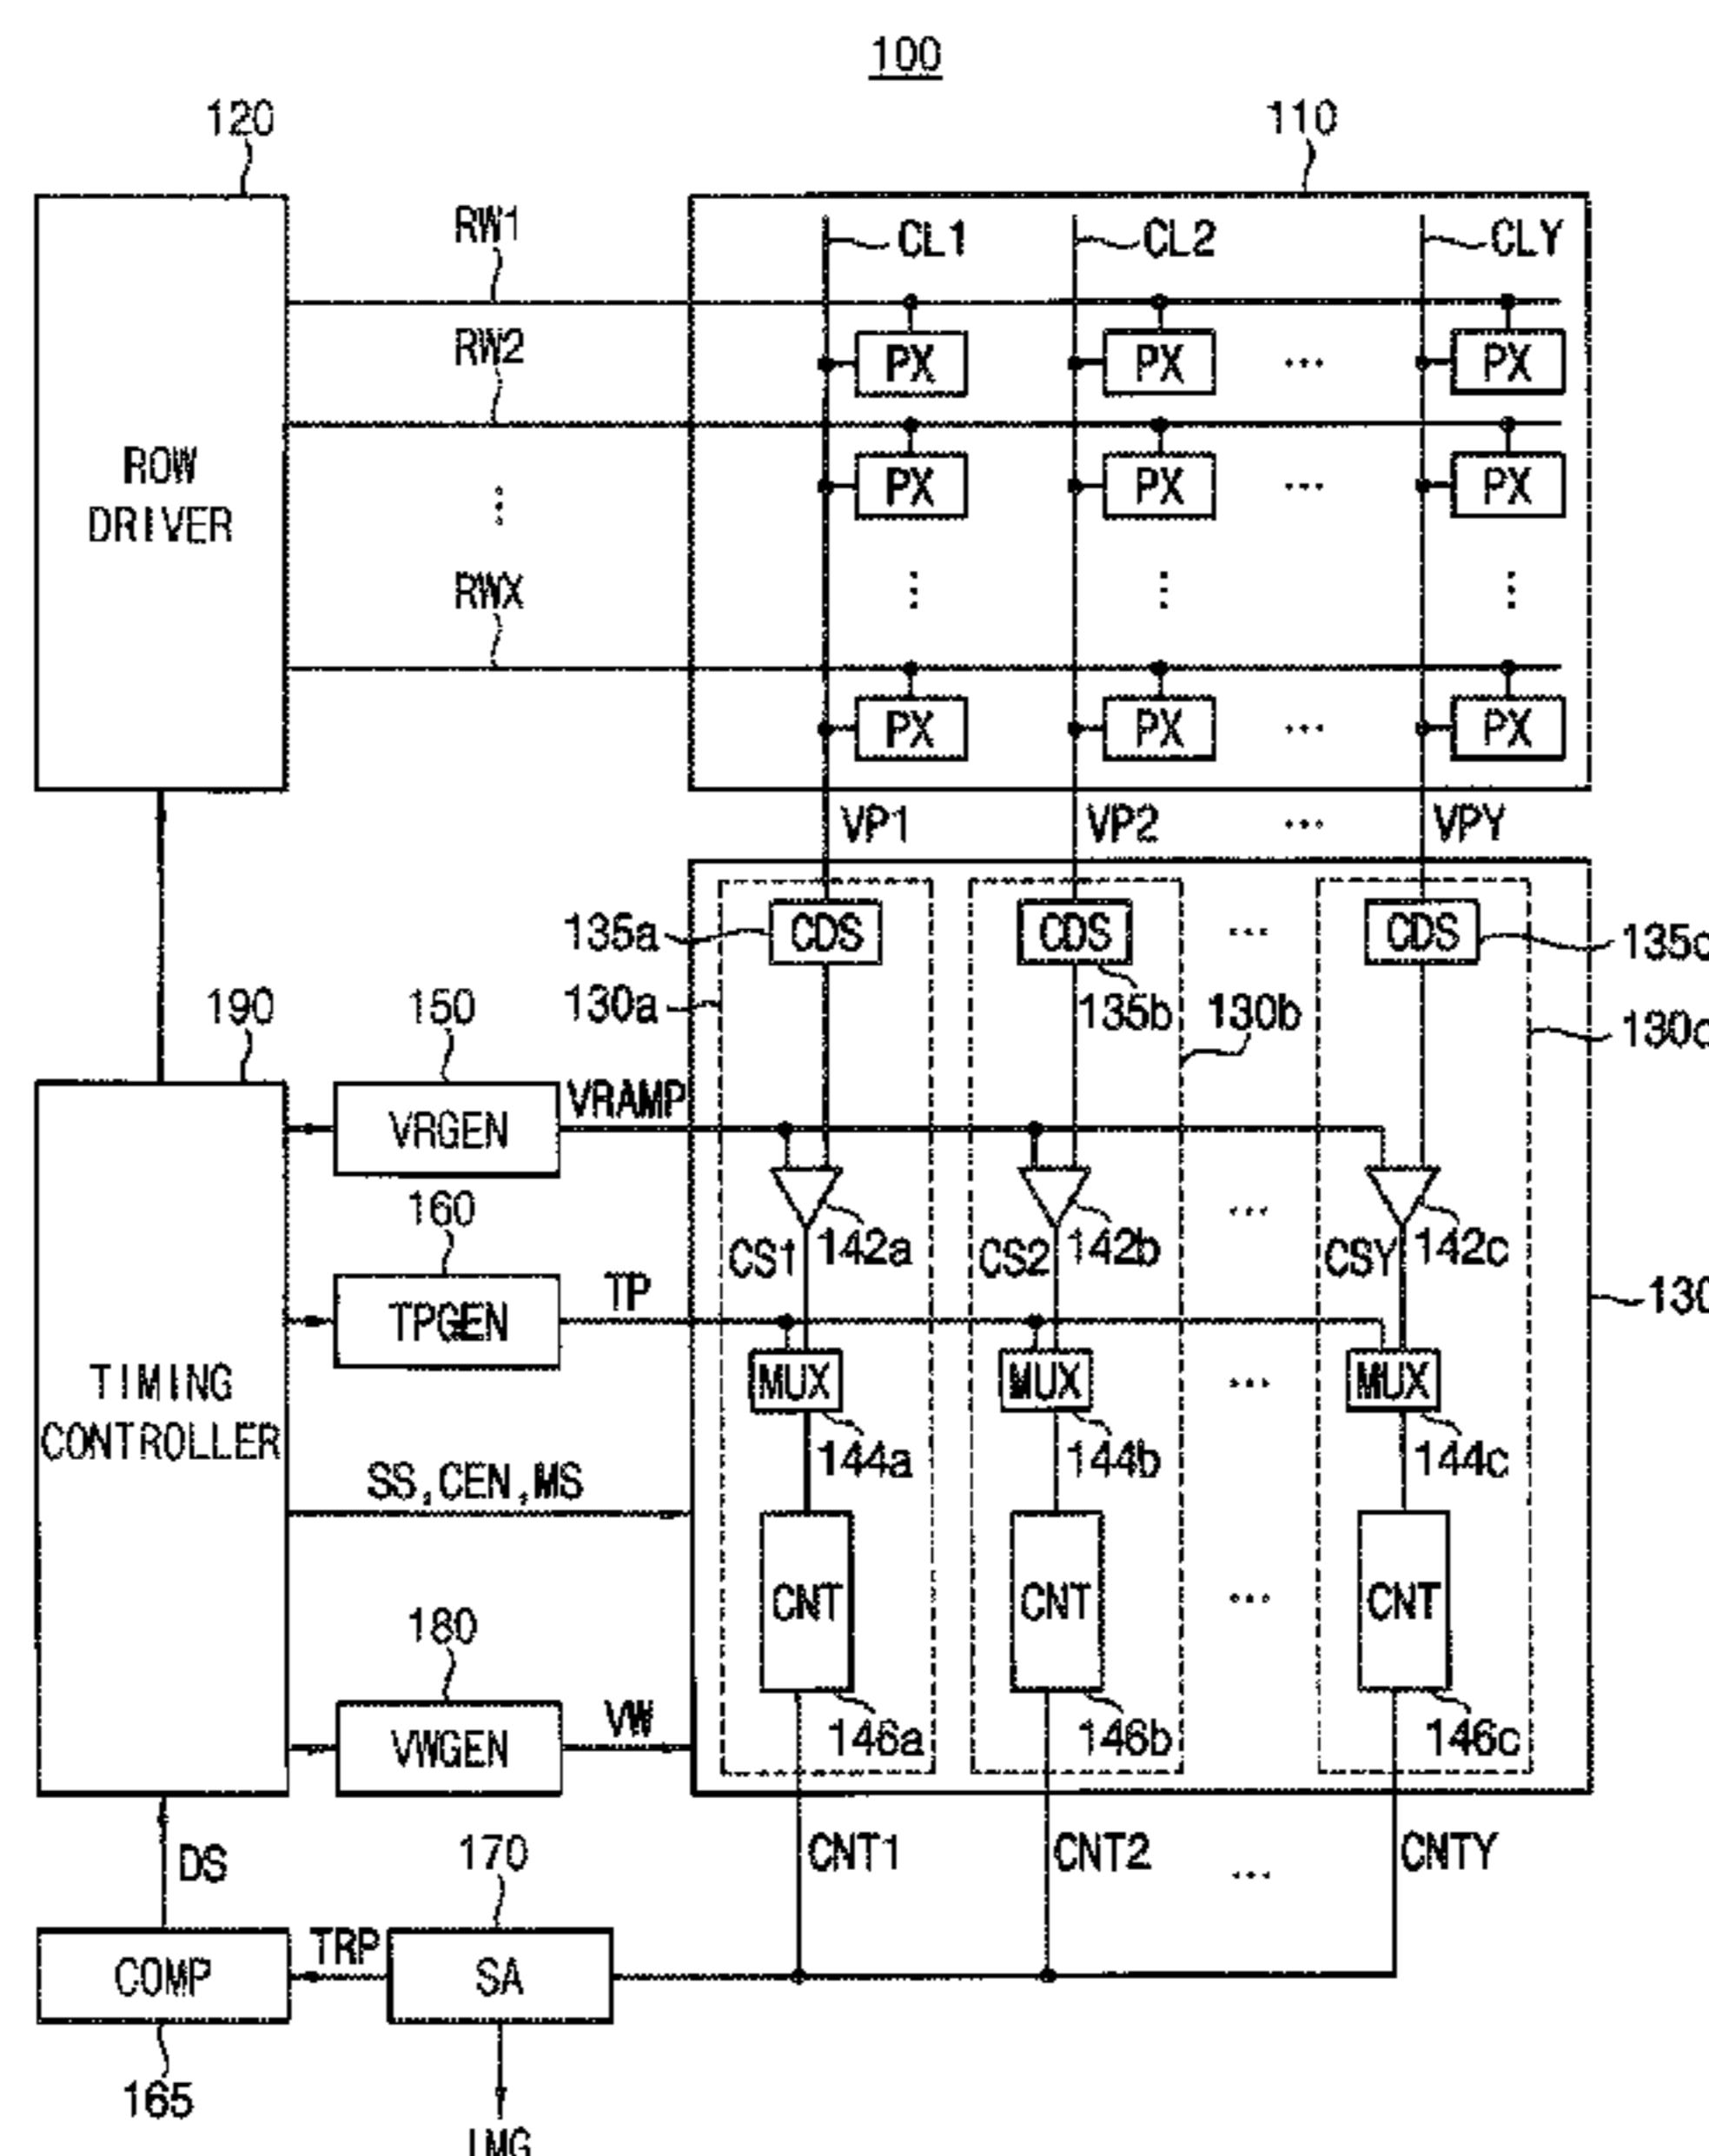 100
120
110
RW1
CL1
CL2
CLY
RW2
PX
PX
...
PX
ROW
DRIVER
PX
PX
...
PX
RWX
PX
PX
...
PX
VP1
VP2
...
VPY
135a
CDS
CDS
...
CDS
130a
135b
130b
190
150
VRGEN
VRAMP
160
142a
142b
...
142c
CS1
CS2
CSY
130
TPGEN
TP
TIMING
CONTROLLER
MUX
MUX
...
MUX
144a
144b
144c
SS,CEN,MS
CNT
CNT
...
CNT
180
VWGEN
VW
146a
146b
146c
DS
170
CNT1
CNT2
...
CNTY
COMP
TRP
SA
165
IMG